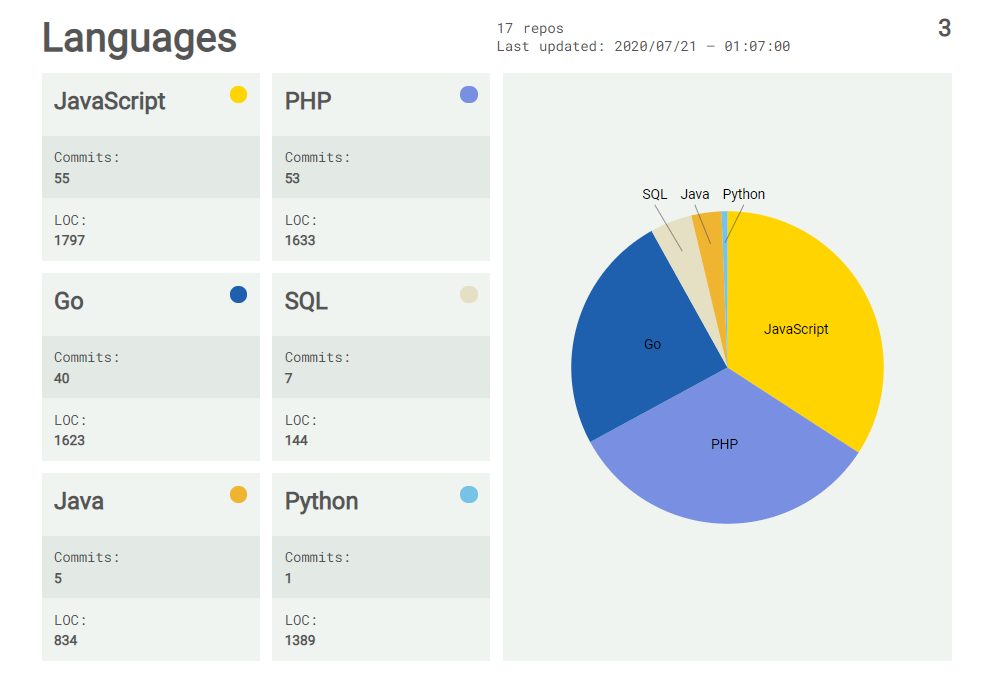 Languages
17 repos
Last updated: 2020/07/21 – 01:07:00
3
JavaScript
Commits:
55
LOC:
1797
PHP
Commits:
53
LOC:
1633
Go
Commits:
40
LOC:
1623
SQL
Commits:
7
LOC:
144
Java
Commits:
5
LOC:
834
Python
Commits:
1
LOC:
1389
SQL Java Python
JavaScript
Go
PHP